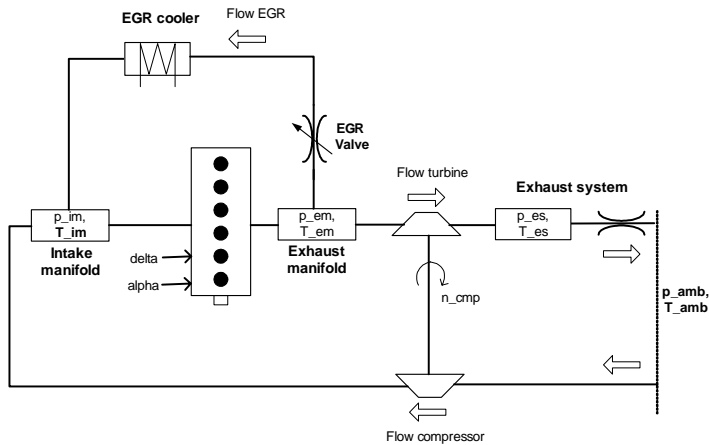 Flow EGR
EGR cooler
EGR
Valve
Flow turbine
Exhaust system
p_im,
T_im
Intake
manifold
delta
alpha
p_em,
T_em
Exhaust
manifold
p_es,
T_es
n_cmp
p_amb,
T_amb
Flow compressor